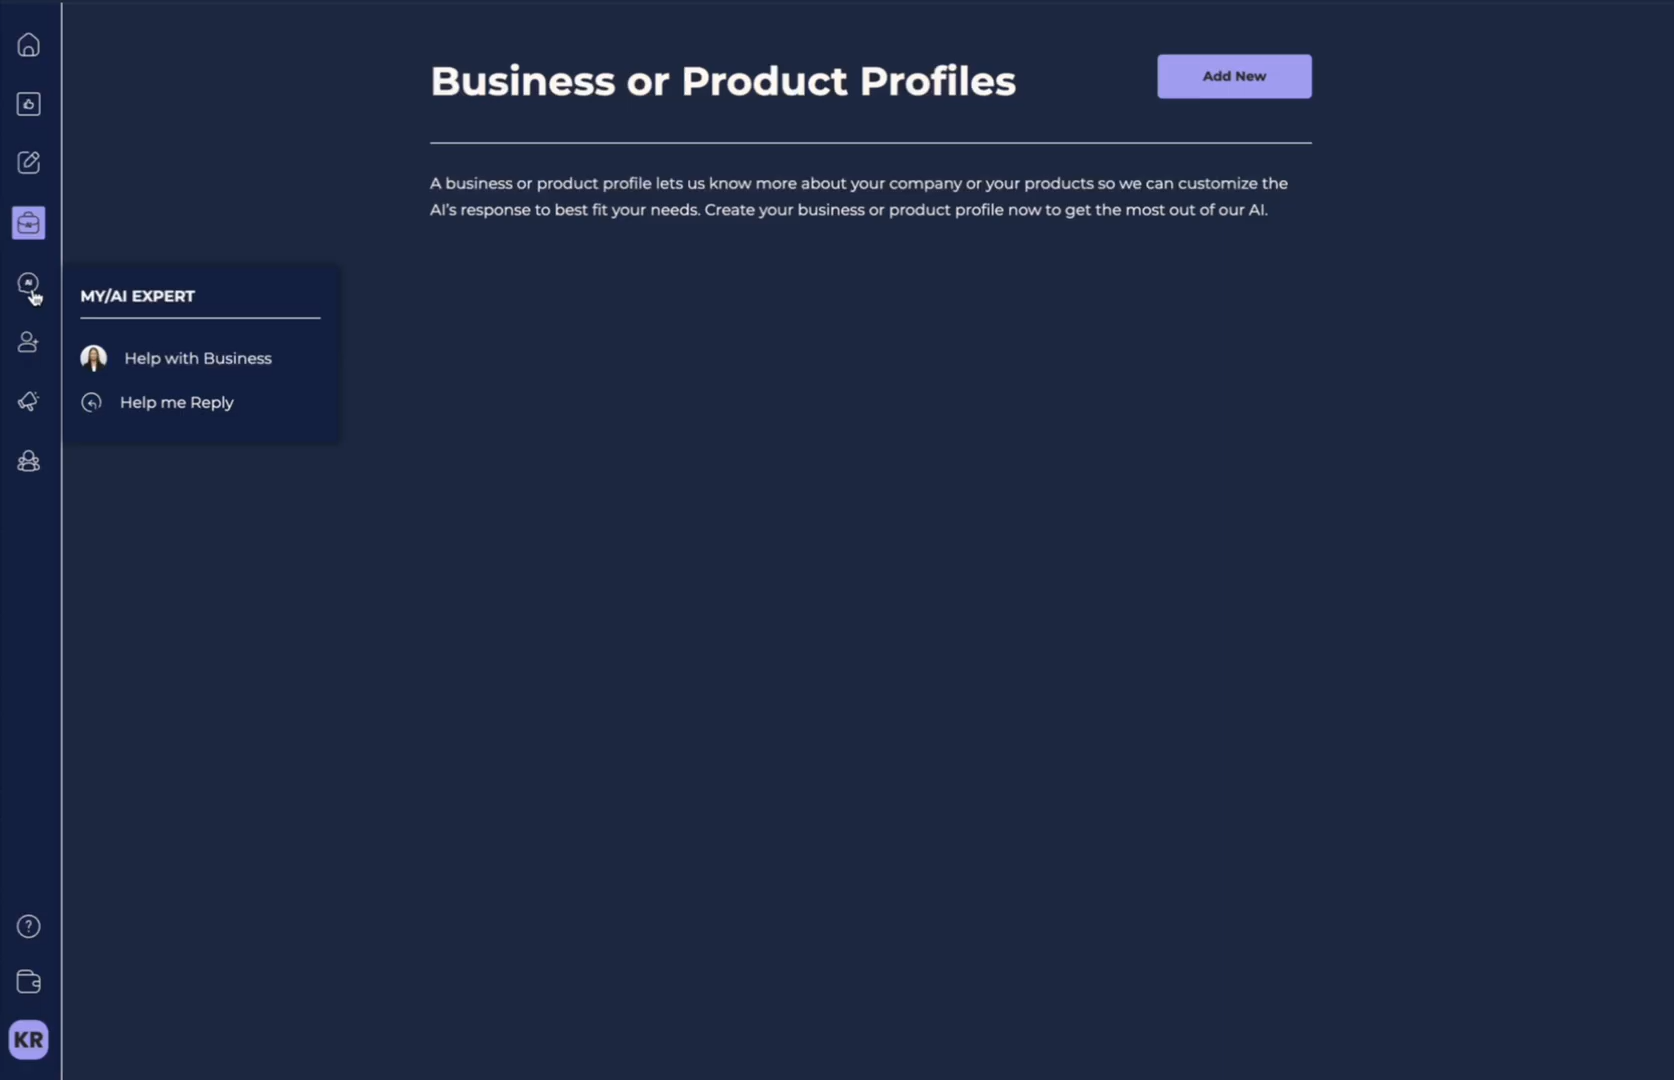 Business or Product Profiles
Add New
A business or product profile lets us know more about your company or your products so we can customize the
AI's response to best fit your needs. Create your business or product profile now to get the most out of our AI.
AI
AI
MY/AI EXPERT
Help with Business
Help me Reply
?
KR